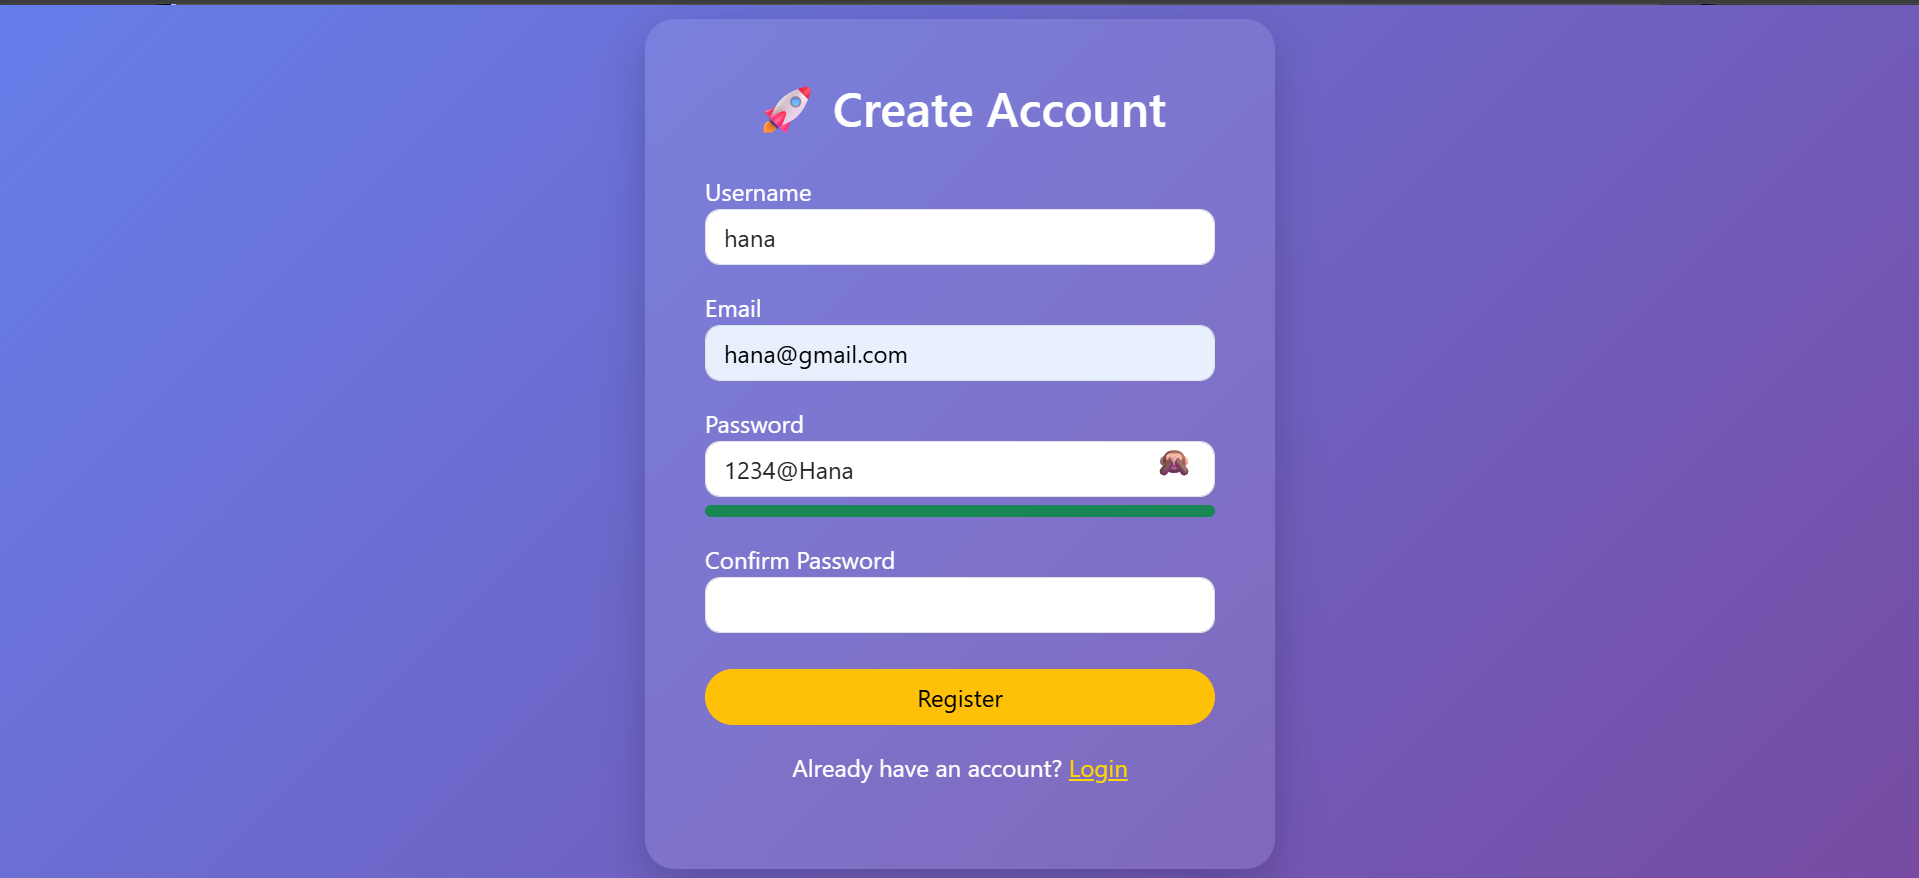 Create Account
Username
hana
Email
hana@gmail.com
Password
1234@Hana
Confirm Password
Register
Already have an account? Login